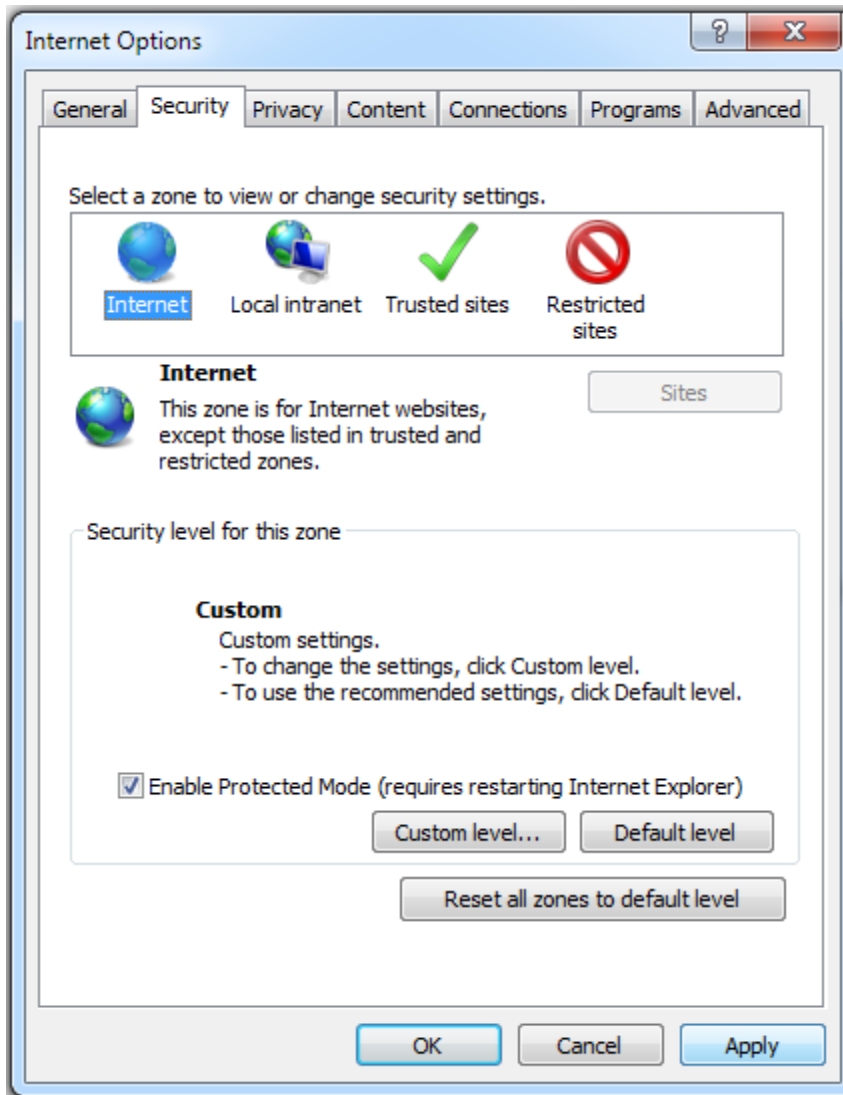 Internet Options
General Security Privacy Content Connections Programs Advanced
Select a zone to view or change security settings.
Internet Local intranet Trusted sites Restricted
sites
Internet
Sites
This zone is for Internet websites,
except those listed in trusted and
restricted zones.
Security level for this zone
Custom
Custom settings.
- To change the settings, click Custom level.
- To use the recommended settings, click Default level.
Enable Protected Mode (requires restarting Internet Explorer)
Custom level... Default level
Reset all zones to default level
OK Cancel Apply